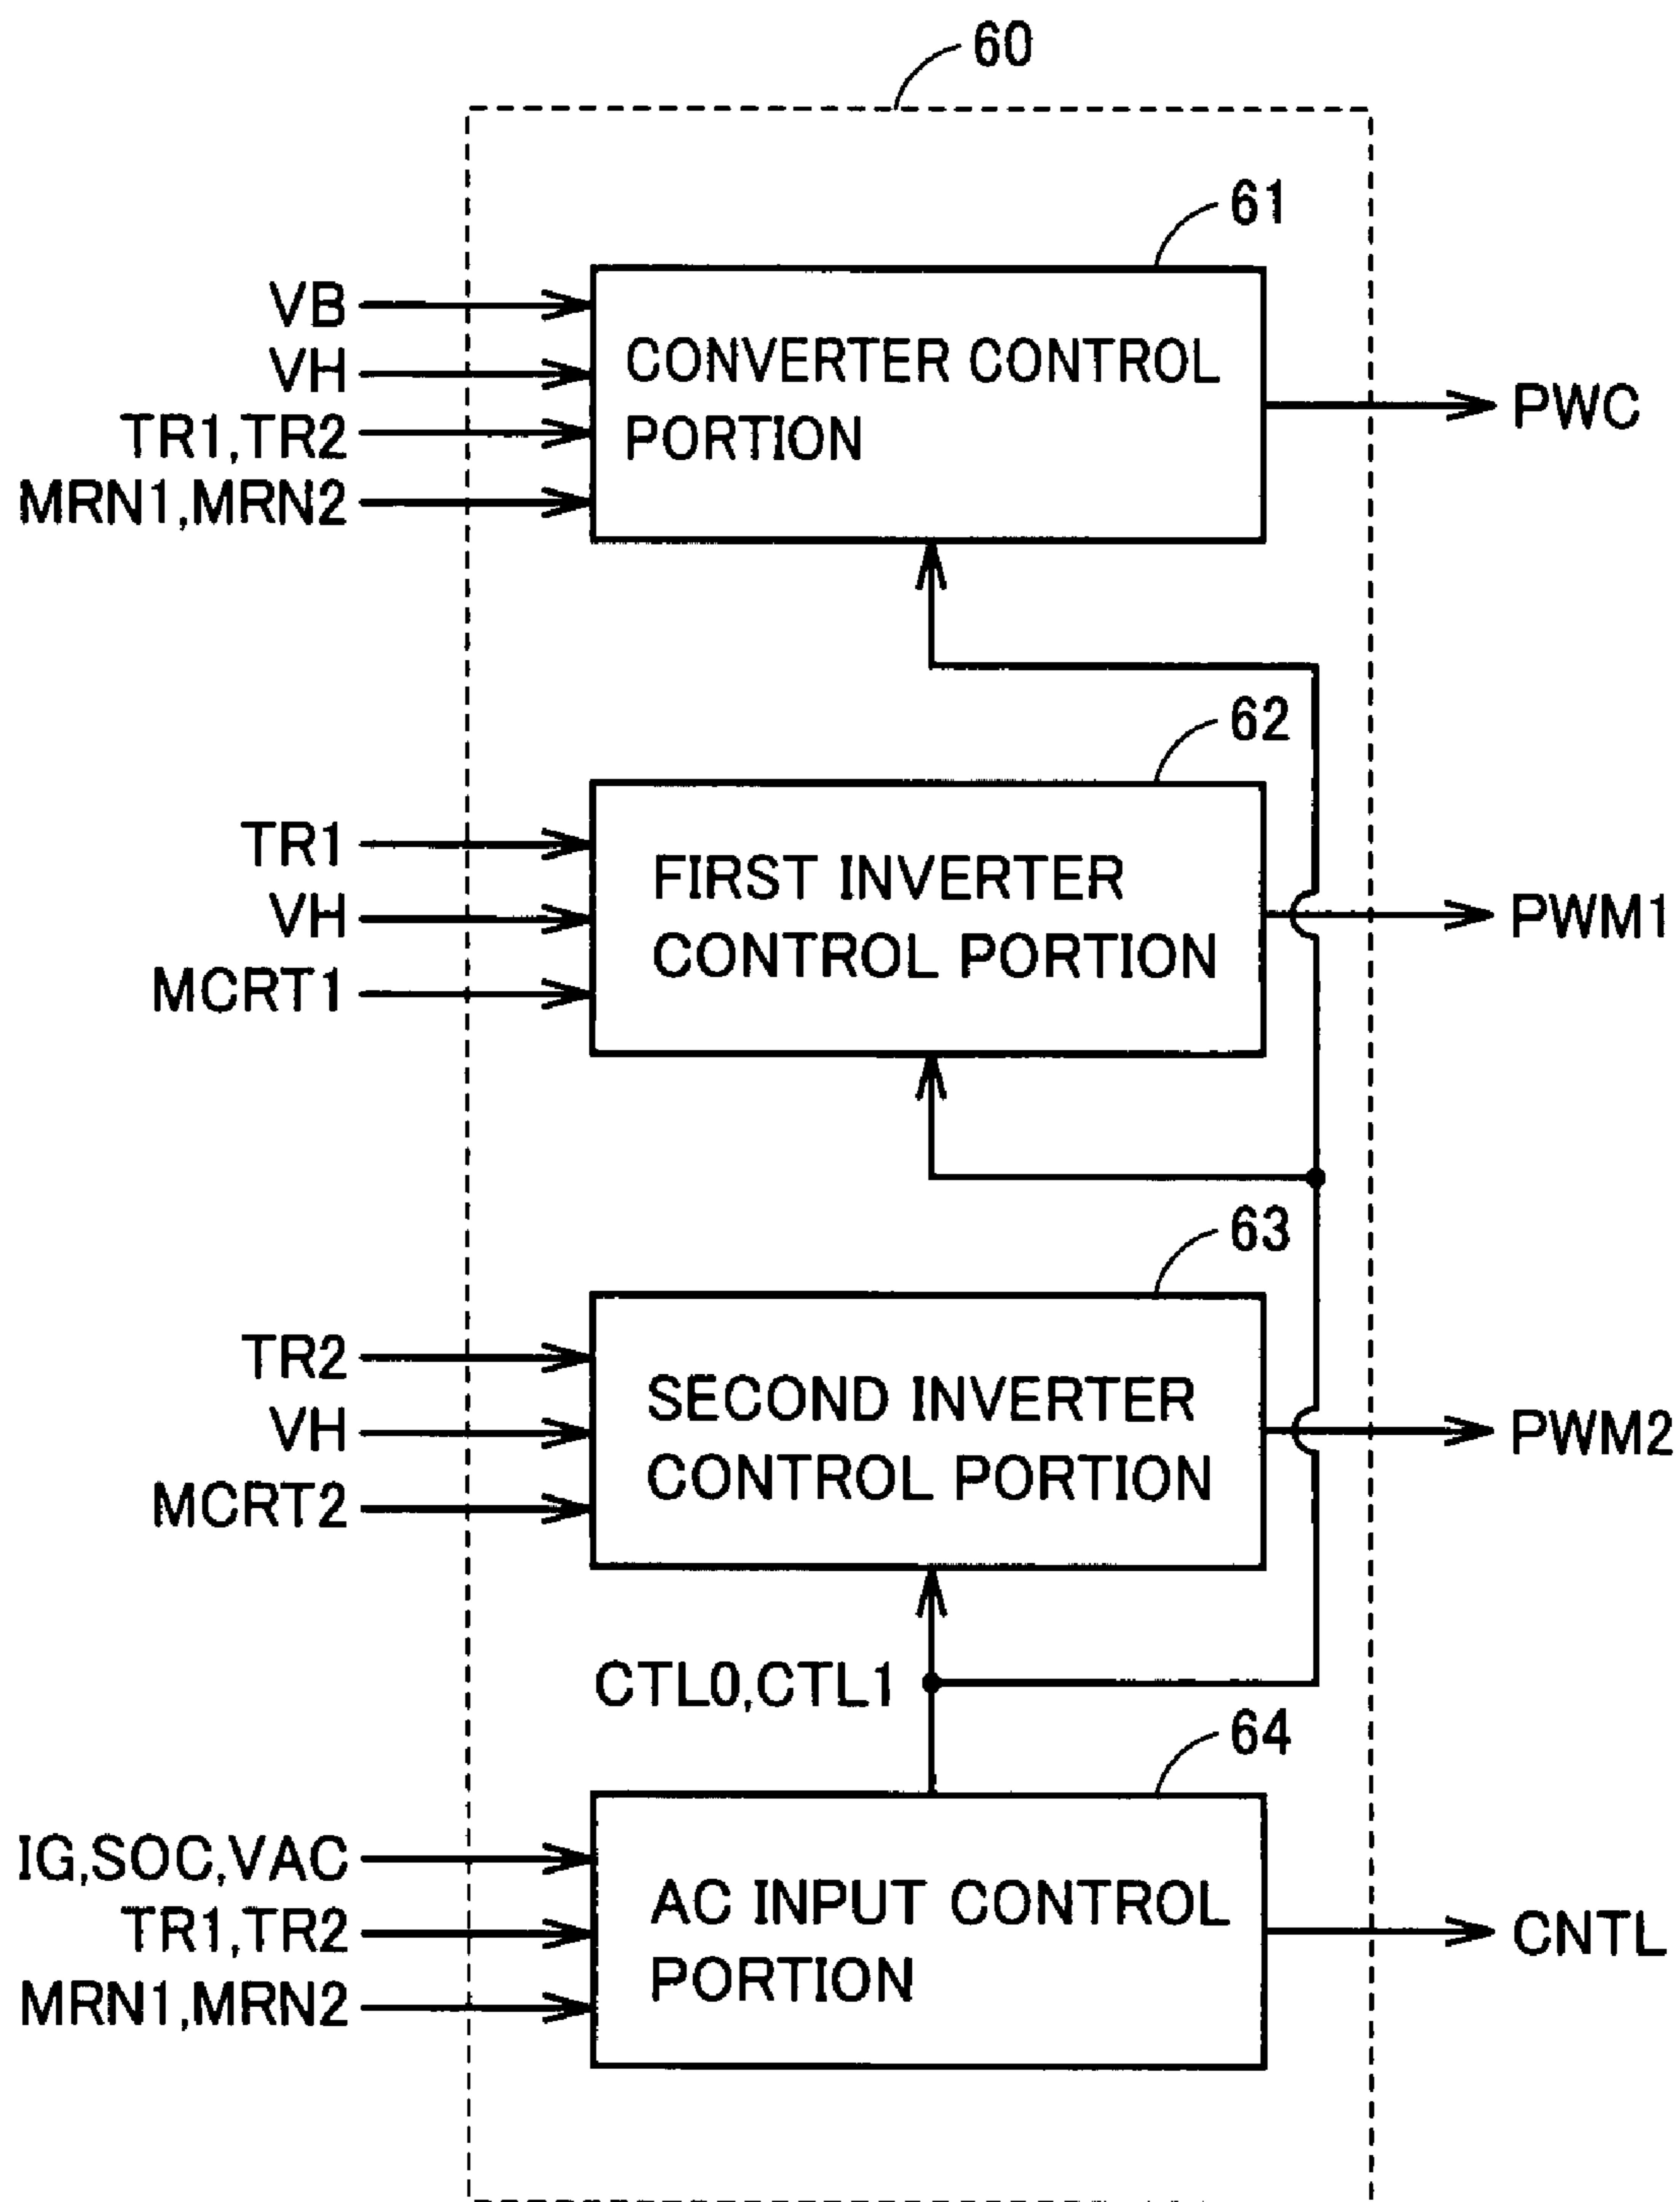 60
61
VB
VH
TR1,TR2
MRN1,MRN2
CONVERTER CONTROL
PORTION
PWC
62
TR1
VH
MCRT1
FIRST INVERTER
CONTROL PORTION
PWM1
63
TR2
VH
MCRT2
SECOND INVERTER
CONTROL PORTION
PWM2
CTL0,CTL1
64
IG,SOC,VAC
TR1,TR2
MRN1,MRN2
AC INPUT CONTROL
PORTION
CNTL